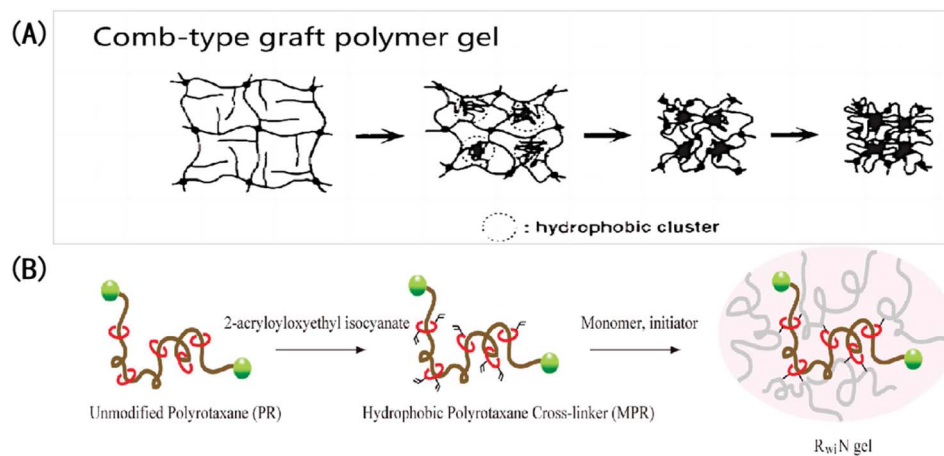 (A)
Comb-type graft polymer gel
: hydrophobic cluster
(B)
2-acryloyloxyethyl isocyanate
Monomer, initiator
Unmodified Polyrotaxane (PR)
Hydrophobic Polyrotaxane Cross-linker (MPR)
RwiN gel